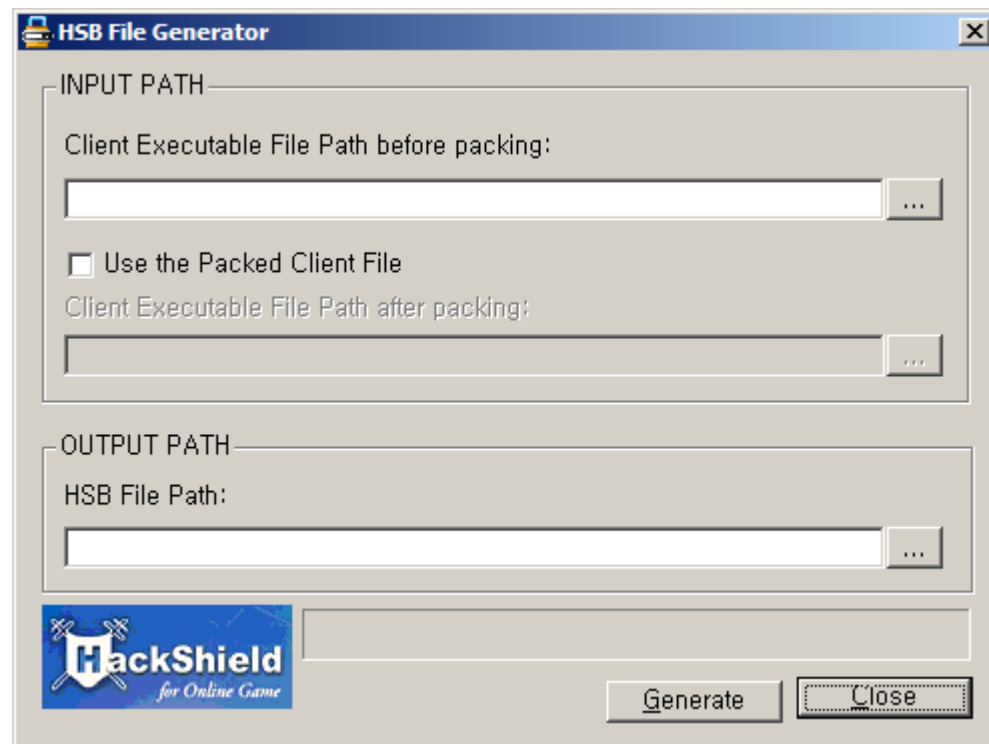 HSB File Generator
INPUT PATH
Client Executable File Path before packing:
...
Use the Packed Client File
Client Executable File Path after packing:
...
OUTPUT PATH
HSB File Path:
...
HackShield
for Online Game
Generate
Close